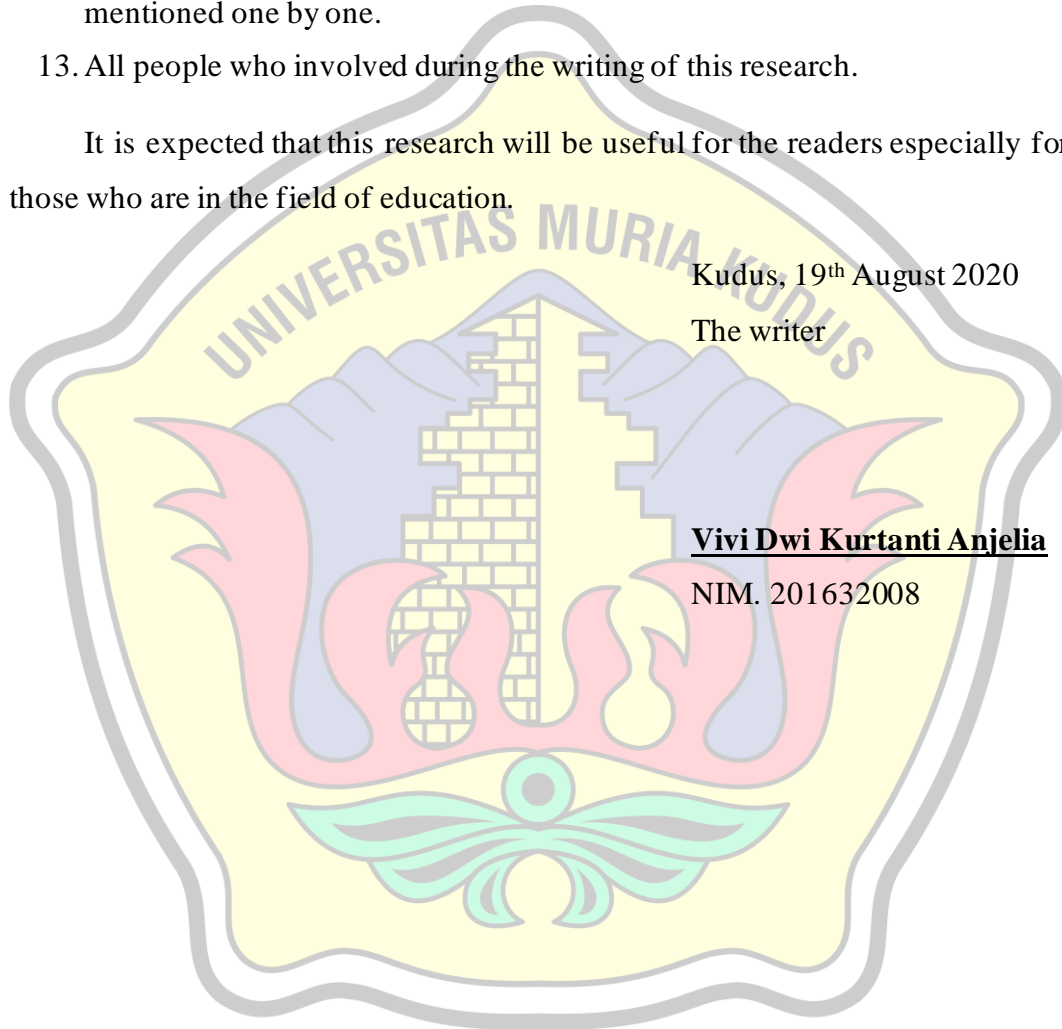 mentioned one by one.
13. All people who involved during the writing of this research.
It is expected that this research will be useful for the readers especially for
those who are in the field of education.
UNIVERSITAS MURIA KUDUS
Kudus, 19th August 2020
The writer
Vivi Dwi Kurtanti Anjelia
NIM. 201632008